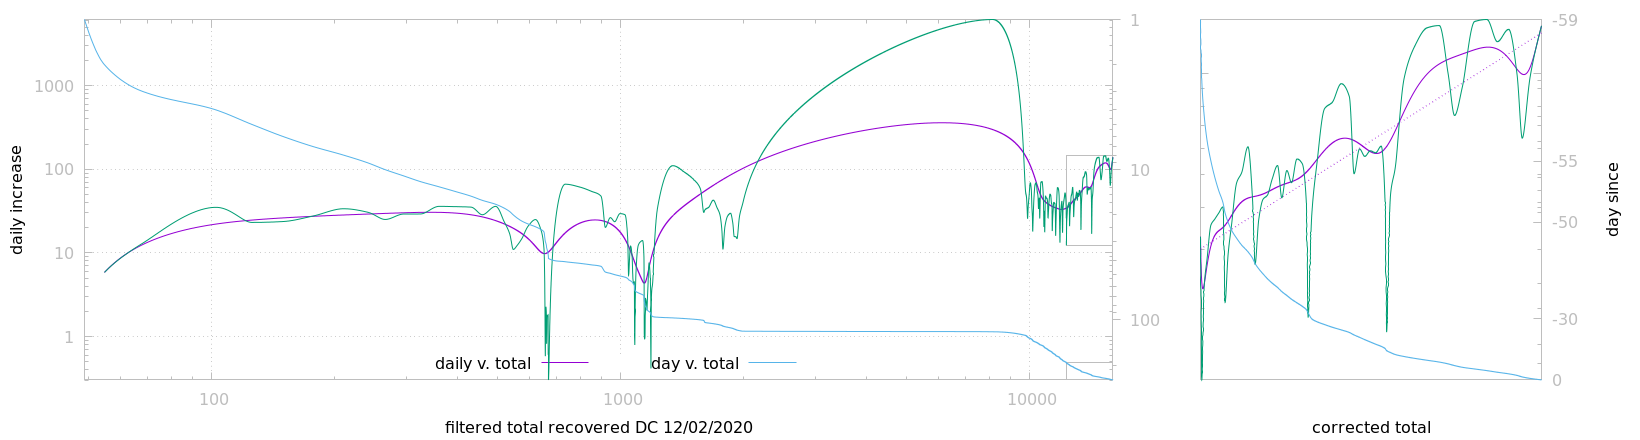 daily increase
1000
100
10
1
100
1000
10000
1
10
100
daily v. total
day v. total
filtered total recovered DC 12/02/2020
-59
-55
-50
-30
0
day since
corrected total